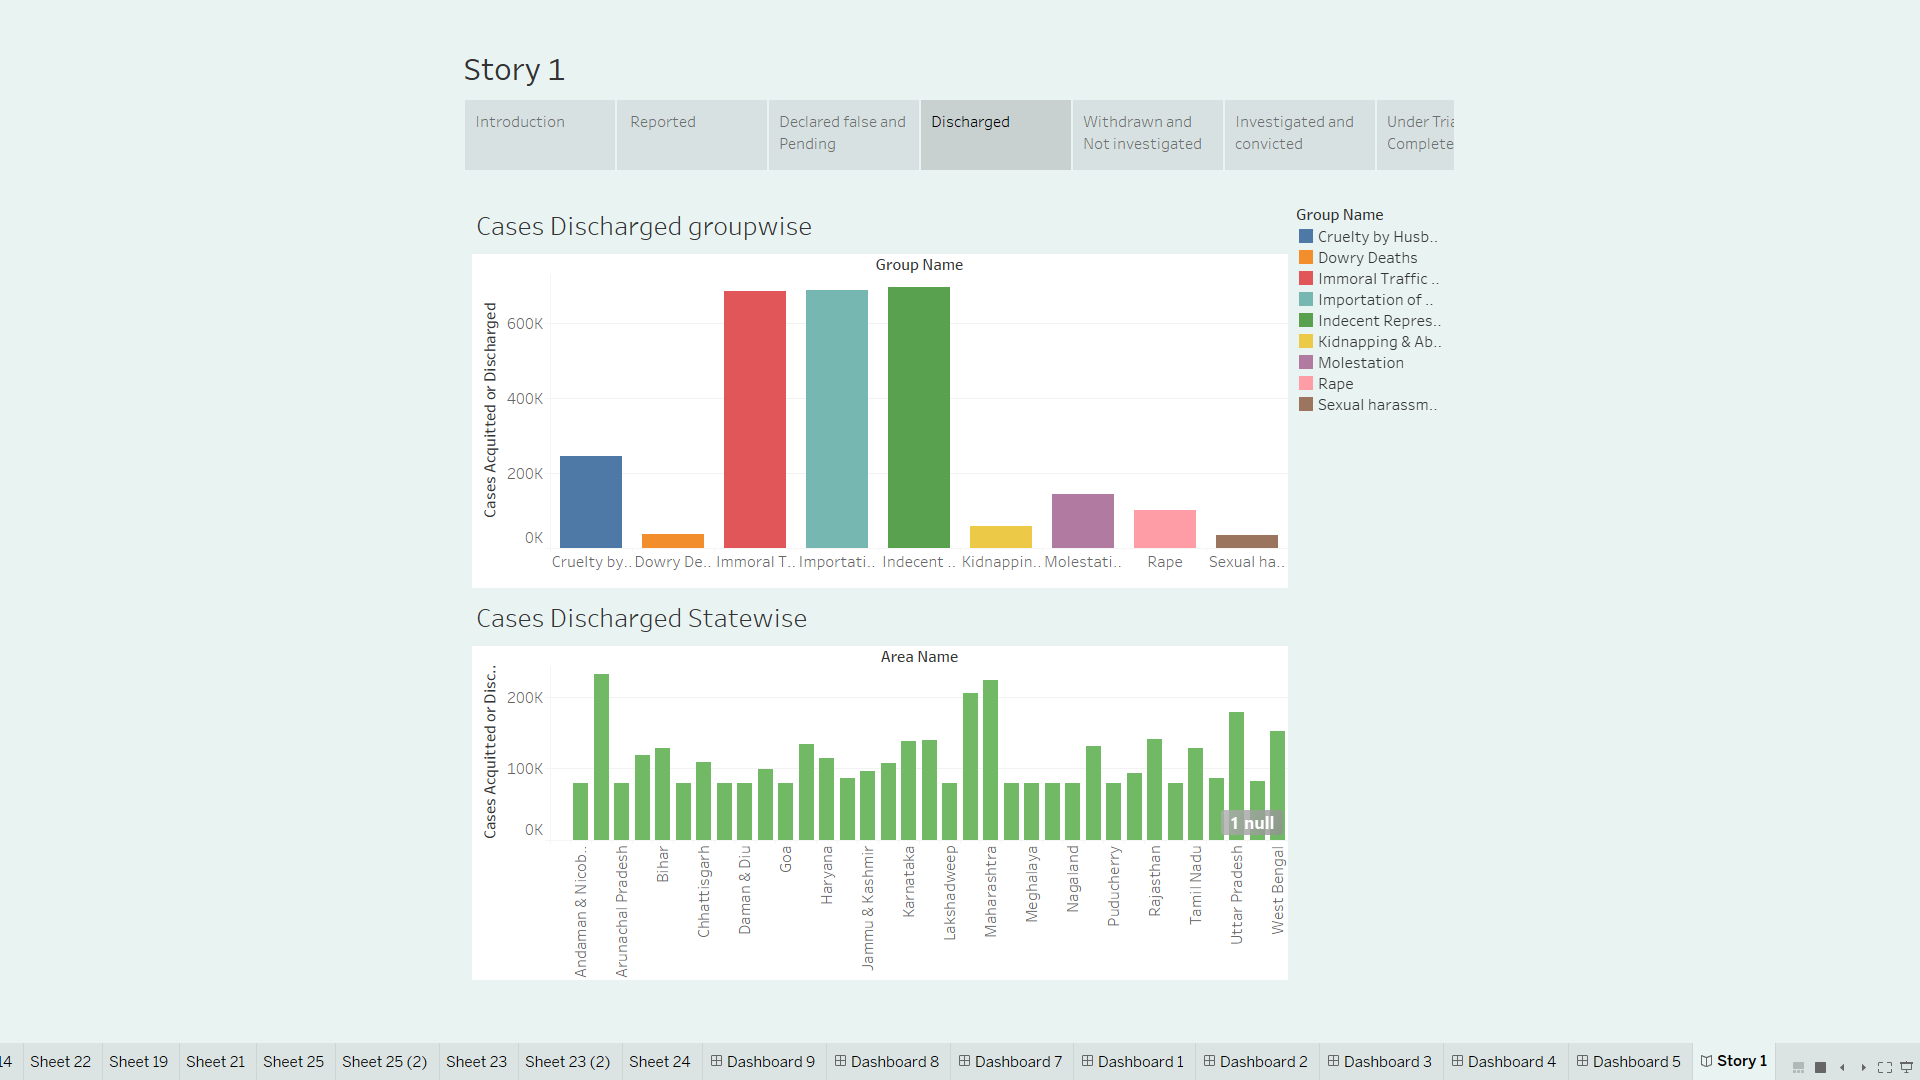 Story 1
Introduction
Reported
Declared false and
Pending
Discharged
Withdrawn and
Not investigated
Investigated and
convicted
Under Tria
Complete
Cases Discharged groupwise
Group Name
Cases Acquitted or Discharged
600K
400K
200K
0K
Cruelty by..
Dowry De..
Immoral T..
Importati..
Indecent ..
Kidnappin..
Molestati..
Rape
Sexual ha..
Group Name
Cruelty by Husb..
Dowry Deaths
Immoral Traffic ..
Importation of ..
Indecent Repres..
Kidnapping & Ab..
Molestation
Rape
Sexual harassm..
Cases Discharged Statewise
Area Name
Cases Acquitted or Disc..
200K
100K
0K
1 null
Andaman & Nicob..
Arunachal Pradesh
Bihar
Chhattisgarh
Daman & Diu
Goa
Haryana
Jammu & Kashmir
Karnataka
Lakshadweep
Maharashtra
Meghalaya
Nagaland
Puducherry
Rajasthan
Tamil Nadu
Uttar Pradesh
West Bengal
14
Sheet 22
Sheet 19
Sheet 21
Sheet 25
Sheet 25 (2)
Sheet 23
Sheet 23 (2)
Sheet 24
Dashboard 9
Dashboard 8
Dashboard 7
Dashboard 1
Dashboard 2
Dashboard 3
Dashboard 4
Dashboard 5
Story 1